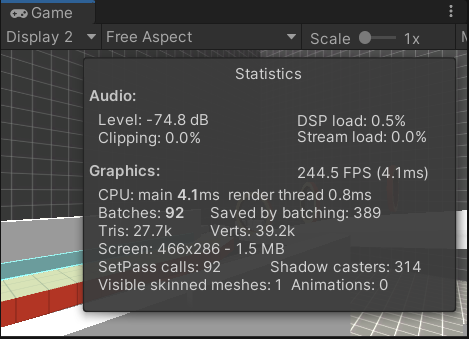 Game
Display 2 Free Aspect Scale 1x
Statistics
Audio:
Level: -74.8 dB DSP load: 0.5%
Clipping: 0.0% Stream load: 0.0%
Graphics: 244.5 FPS (4.1ms)
CPU: main 4.1ms render thread 0.8ms
Batches: 92 Saved by batching: 389
Tris: 27.7k Verts: 39.2k
Screen: 466x286 - 1.5 MB
SetPass calls: 92 Shadow casters: 314
Visible skinned meshes: 1 Animations: 0